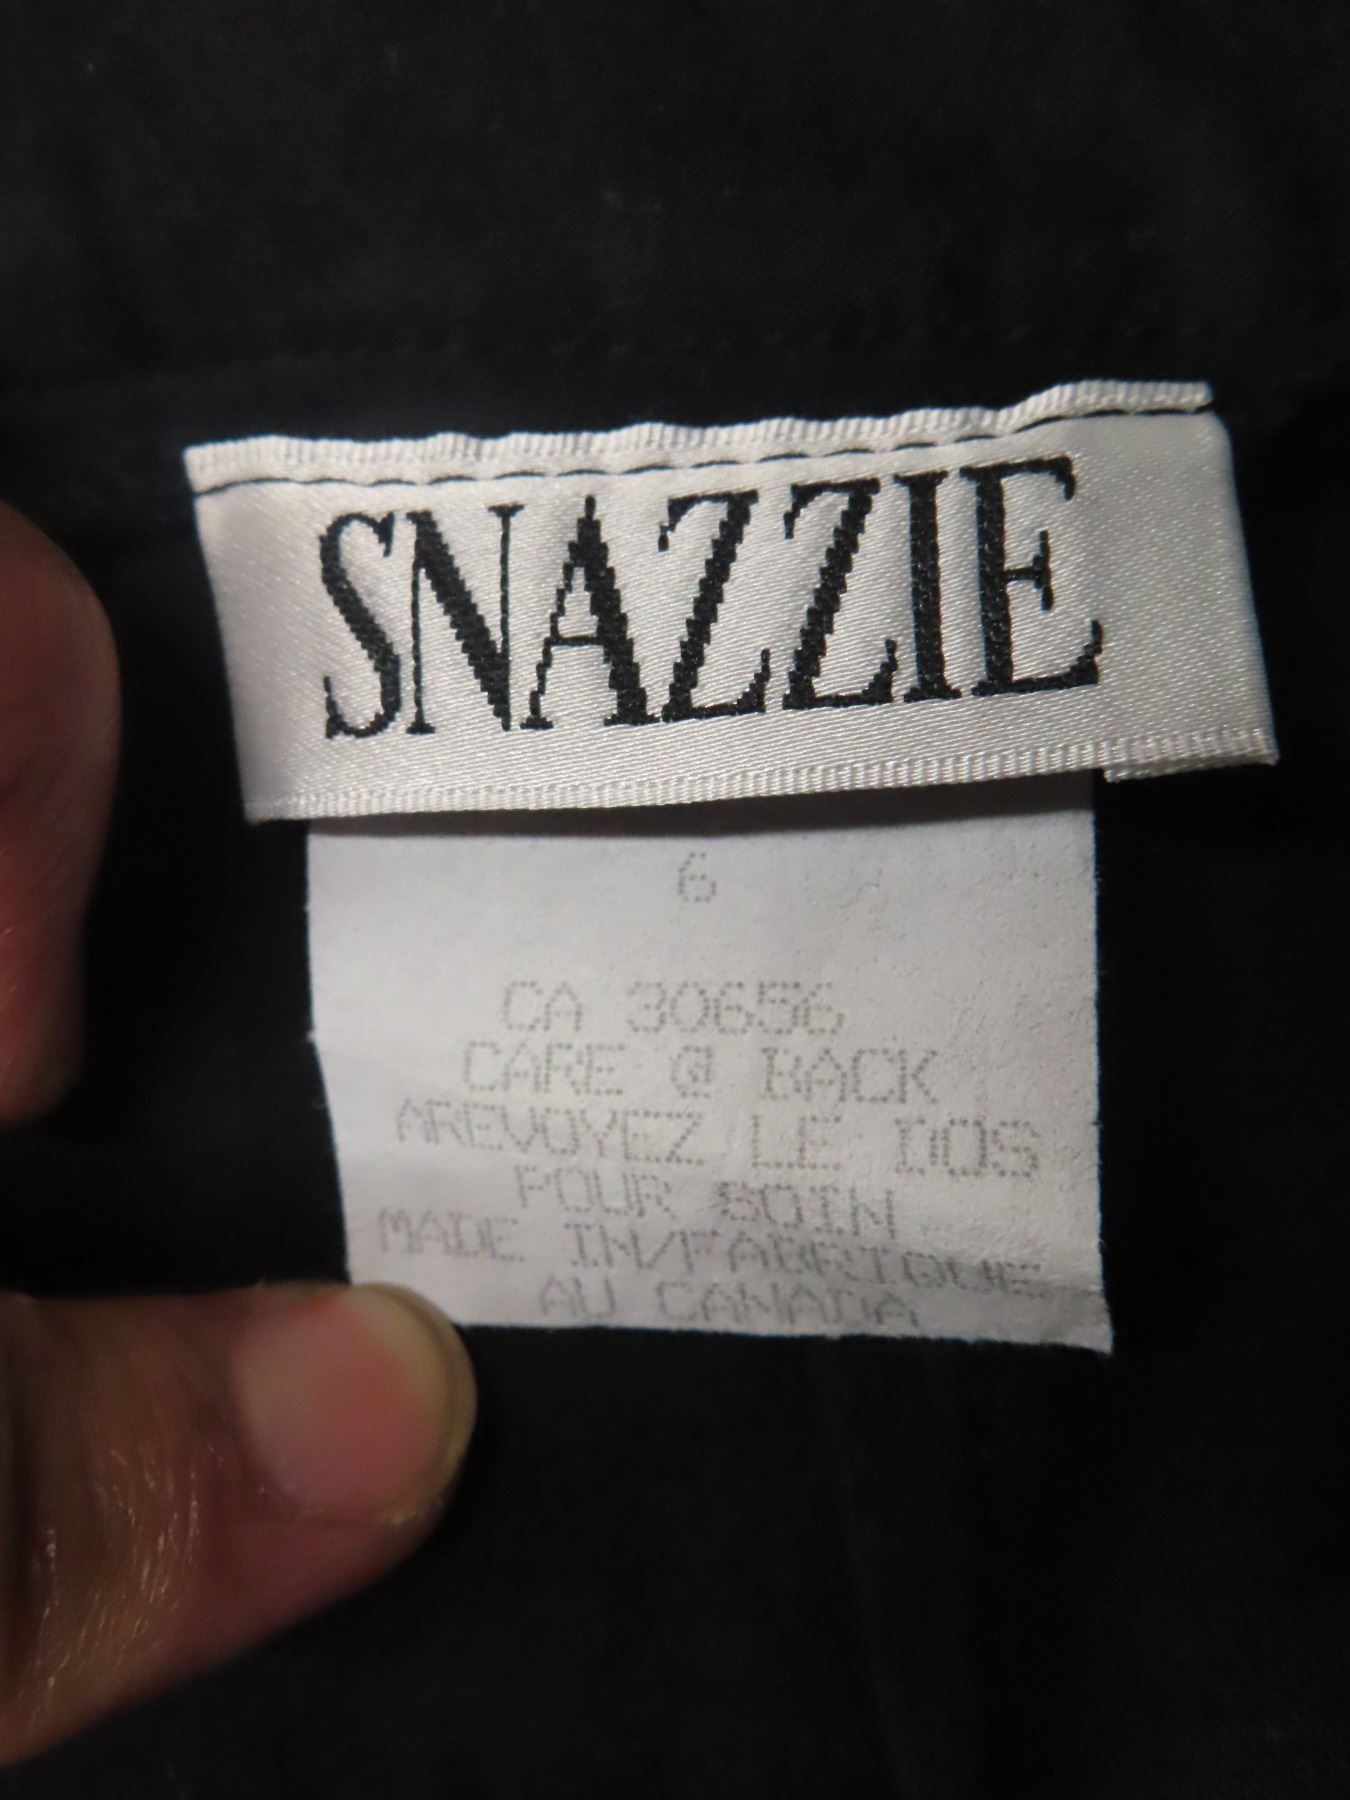 SNAZZIE
6
CA 30656
CARE @ BACK
AREVOYEZ LE DOS
POUR SOIN
MADE IN/FABRIQUE
AU CANADA